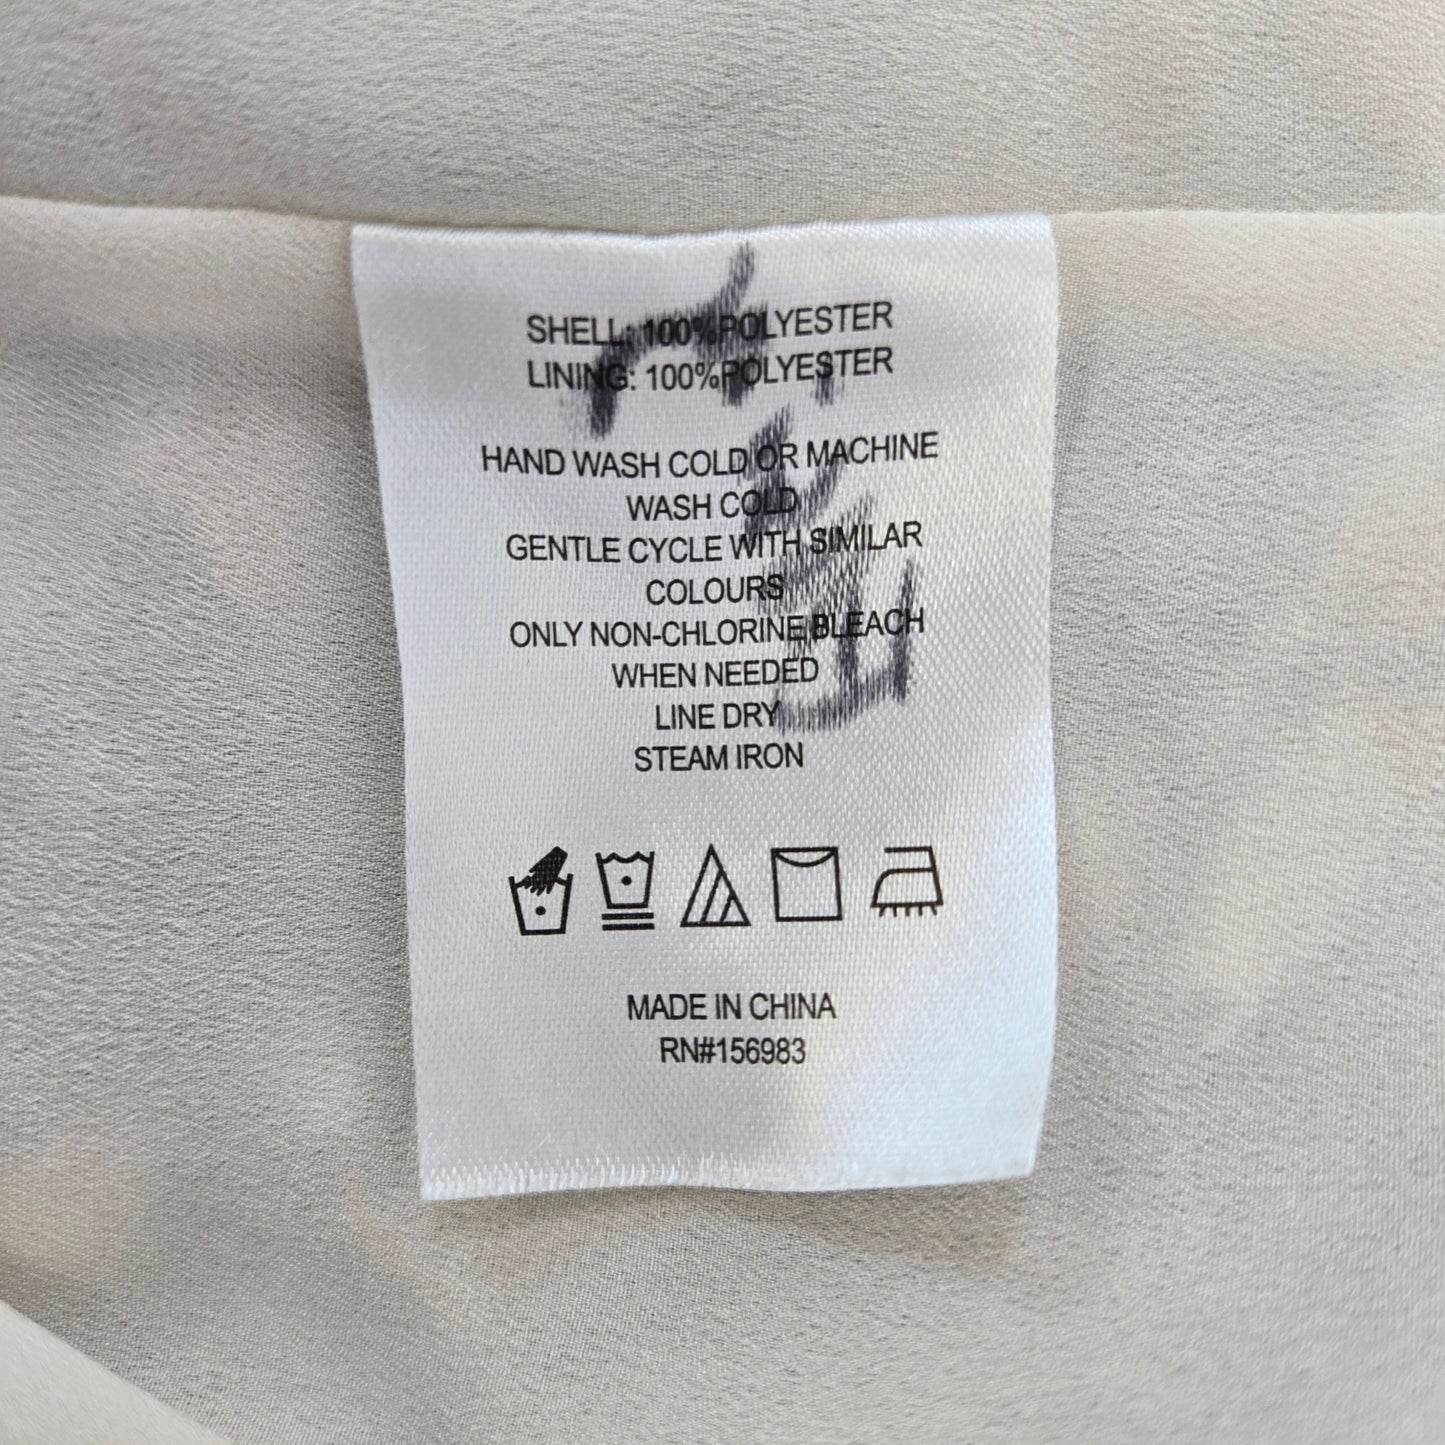 SHELL: 100%POLYESTER
LINING: 100%POLYESTER
HAND WASH COLD OR MACHINE
WASH COLD
GENTLE CYCLE WITH SIMILAR
COLOURS
ONLY NON-CHLORINE BLEACH
WHEN NEEDED
LINE DRY
STEAM IRON
MADE IN CHINA
RN#156983